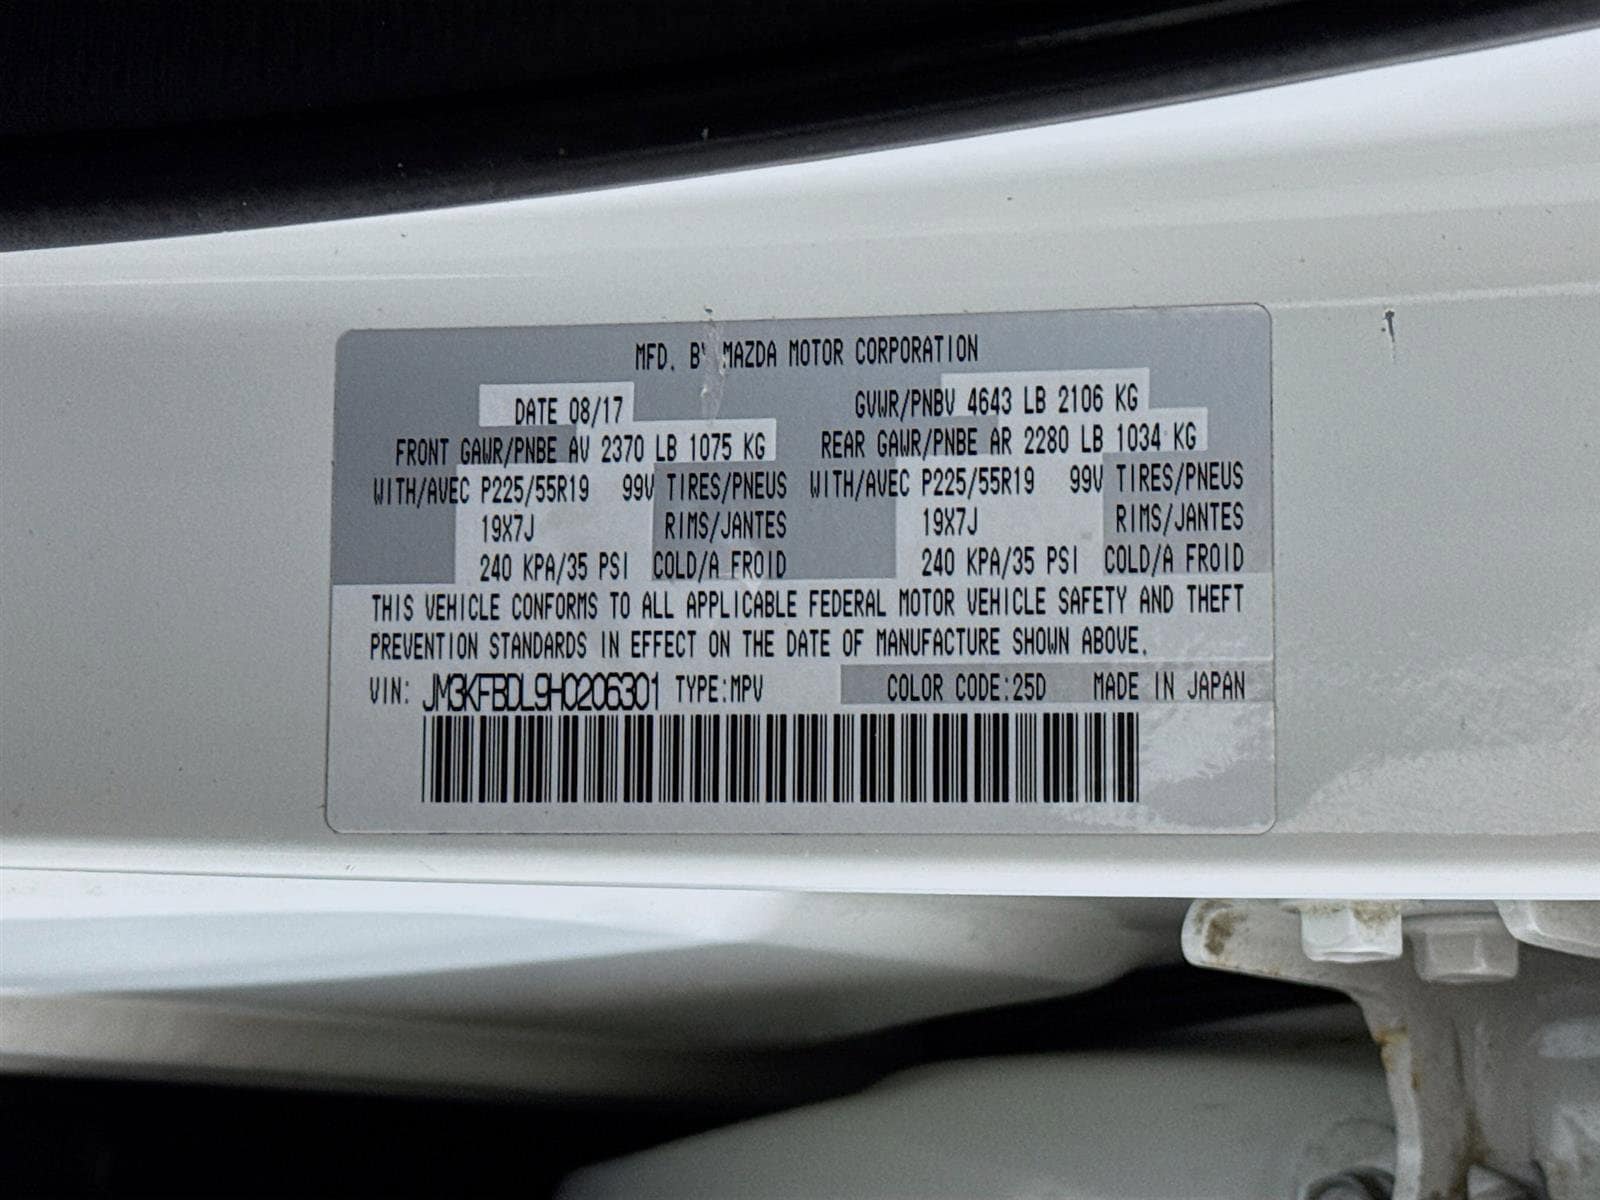 MFD. BY MAZDA MOTOR CORPORATION
DATE 08/17 GVWR/PNBV 4643 LB 2106 KG
FRONT GAWR/PNBE AV 2370 LB 1075 KG REAR GAWR/PNBE AR 2280 LB 1034 KG
WITH/AVEC P225/55R19 99V TIRES/PNEUS WITH/AVEC P225/55R19 99V TIRES/PNEUS
19X7J RIMS/JANTES 19X7J RIMS/JANTES
240 KPA/35 PSI COLD/A FROID 240 KPA/35 PSI COLD/A FROID
THIS VEHICLE CONFORMS TO ALL APPLICABLE FEDERAL MOTOR VEHICLE SAFETY AND THEFT
PREVENTION STANDARDS IN EFFECT ON THE DATE OF MANUFACTURE SHOWN ABOVE.
VIN: JM3KFBDL9H0206301 TYPE:MPV COLOR CODE:25D MADE IN JAPAN